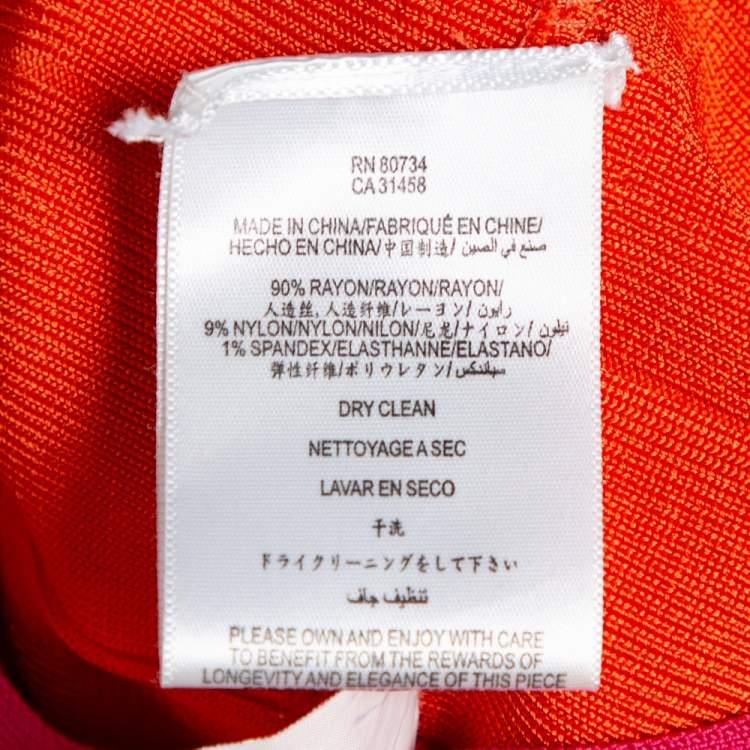 RN 80734
CA 31458
MADE IN CHINA/FABRIQUÉ EN CHINE/
HECHO EN CHINA/中国制造/ صنع في الصين
90% RAYON/RAYON/RAYON/
人造丝, 人造纤维/レーヨン/ رايون/
9% NYLON/NYLON/NILON/尼龙/ナイロン/ نيلون/
1% SPANDEX/ELASTHANNE/ELASTANO/
弹性纤维/ポリウレタン/ سباندكس
DRY CLEAN
NETTOYAGE A SEC
LAVAR EN SECO
干洗
ドライクリーニングをして下さい
تنظيف جاف
PLEASE OWN AND ENJOY WITH CARE
TO BENEFIT FROM THE REWARDS OF
LONGEVITY AND ELEGANCE OF THIS PIECE